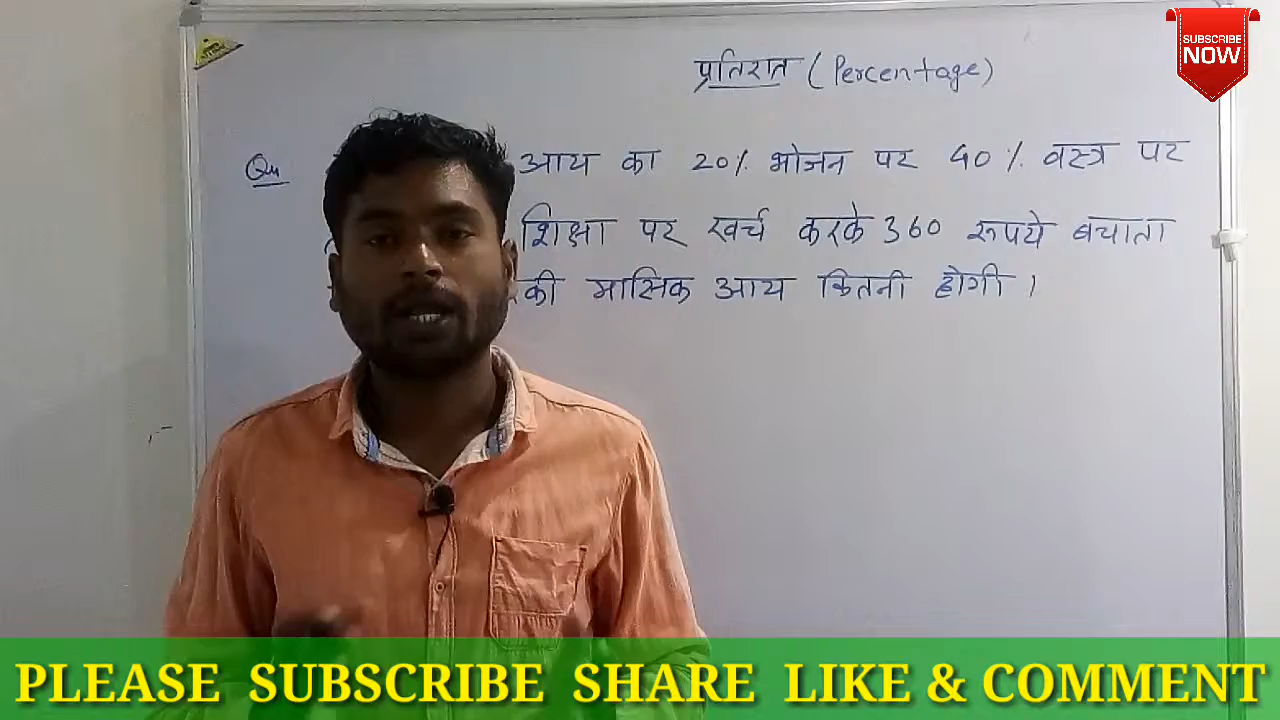 SUBSCRIBE
NOW
प्रतिशत (Percentage)
Qu आय का 20% भोजन पर 40% वस्त्र पर
शिक्षा पर खर्च करके 360 रूपये बचाता
की मासिक आय कितनी होगी ।
PLEASE SUBSCRIBE SHARE LIKE & COMMENT